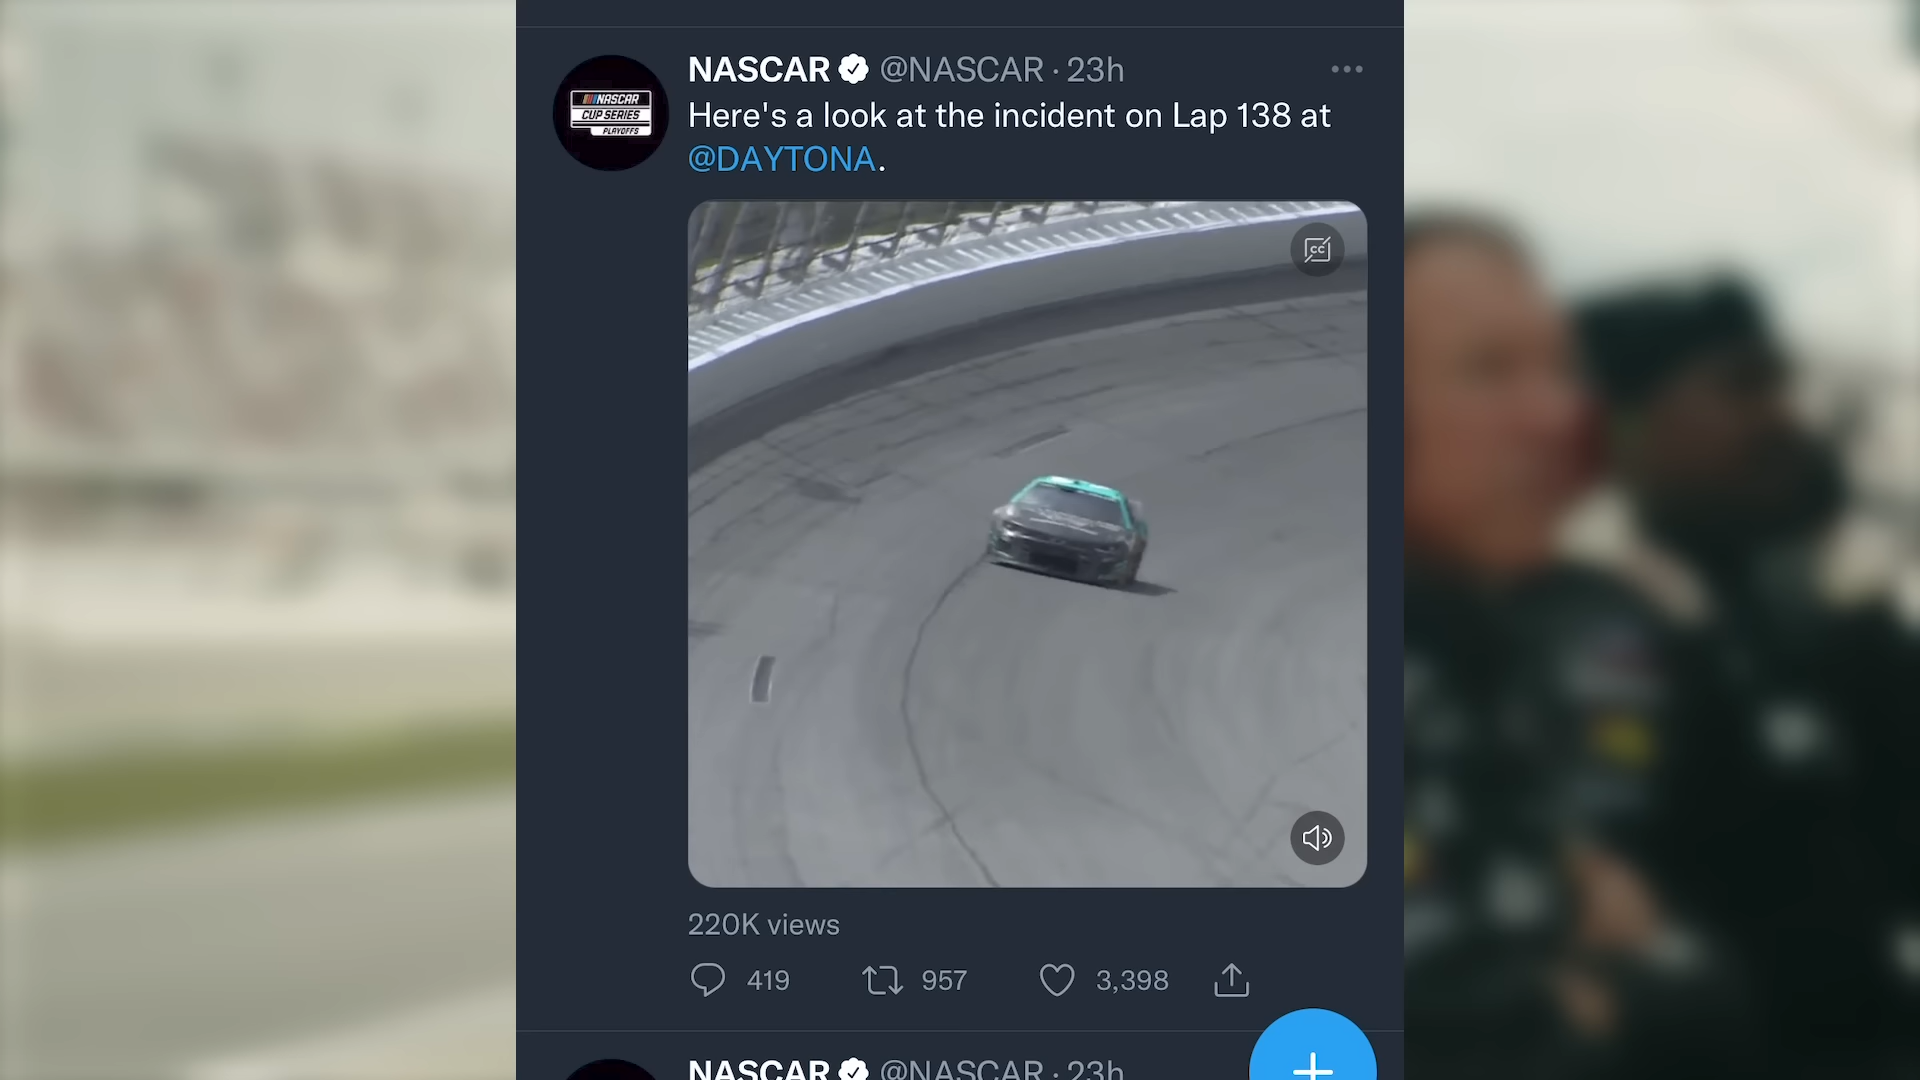 NASCAR @NASCAR · 23h
Here's a look at the incident on Lap 138 at
@DAYTONA.
NASCAR
CUP SERIES
PLAYOFFS
CC
220K views
419 957 3,398
NASCAR @NASCAR · 23h